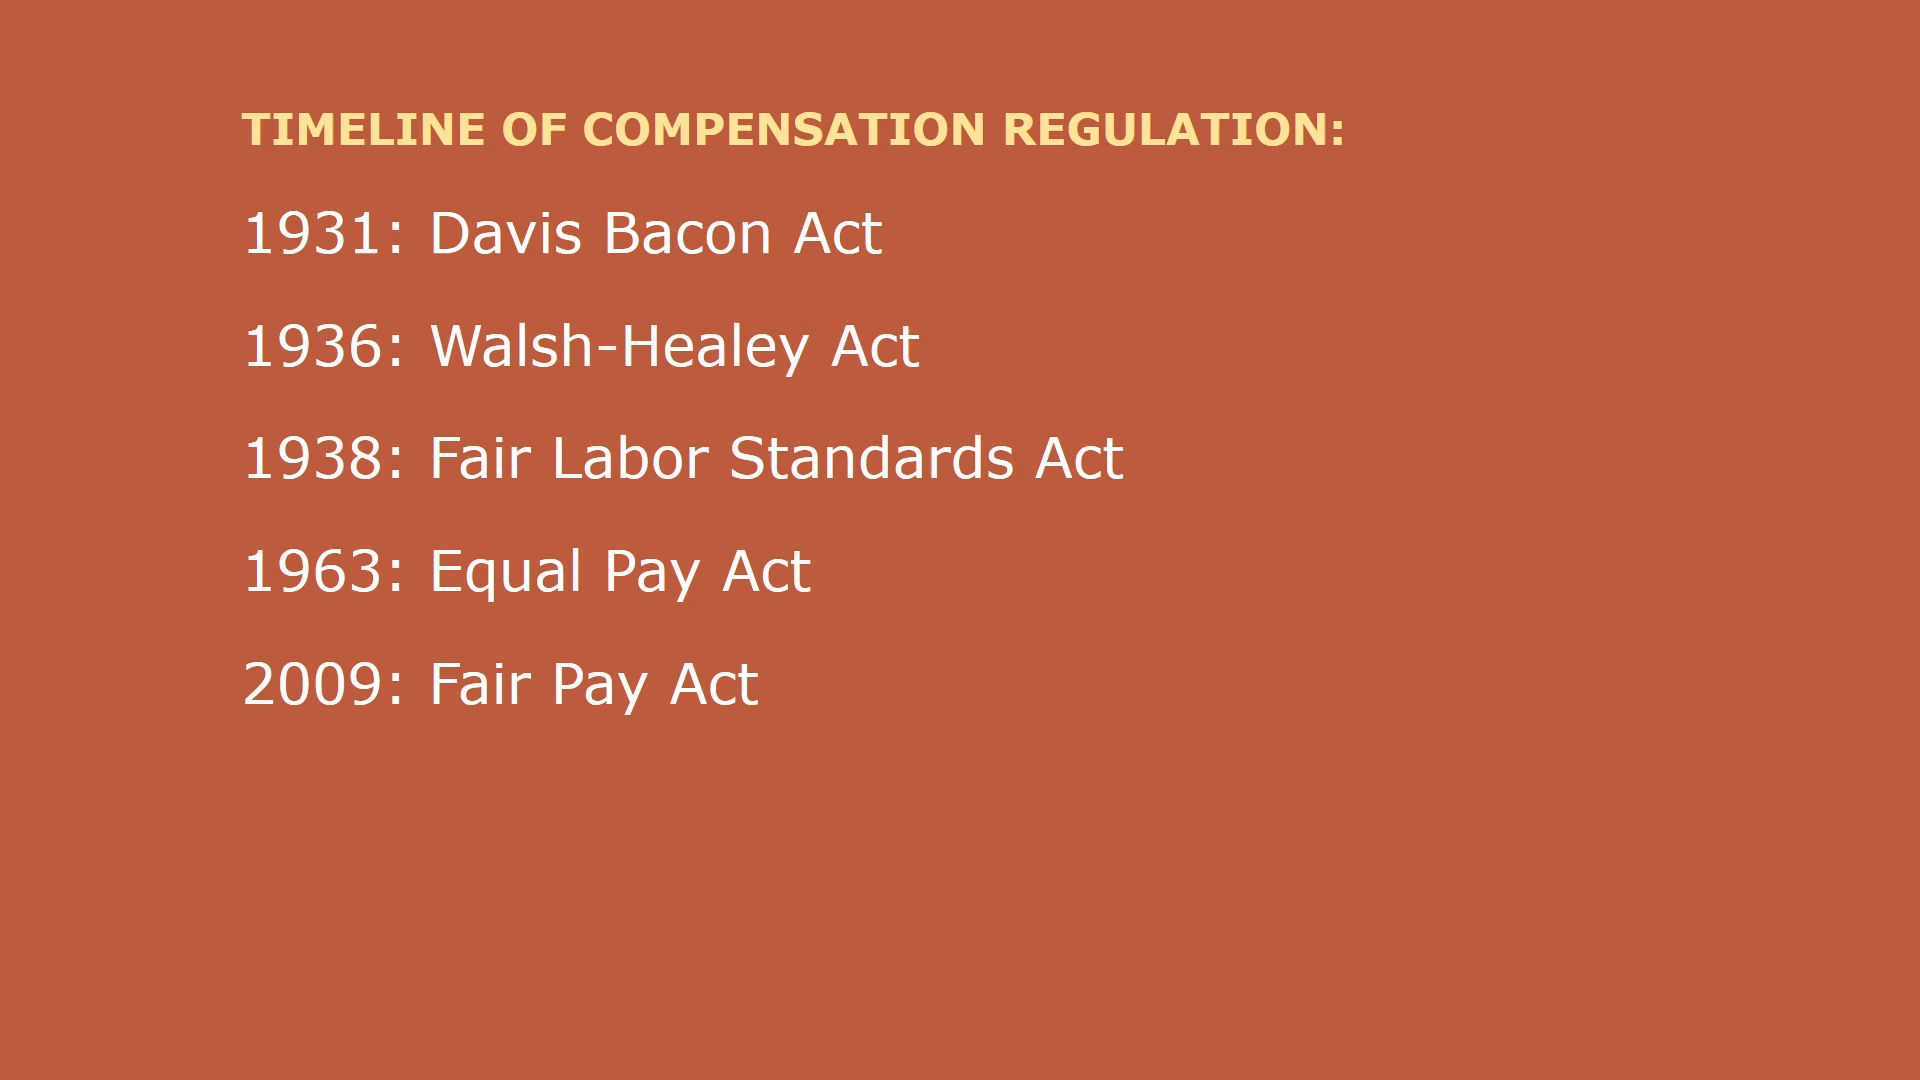 TIMELINE OF COMPENSATION REGULATION:
1931: Davis Bacon Act
1936: Walsh-Healey Act
1938: Fair Labor Standards Act
1963: Equal Pay Act
2009: Fair Pay Act